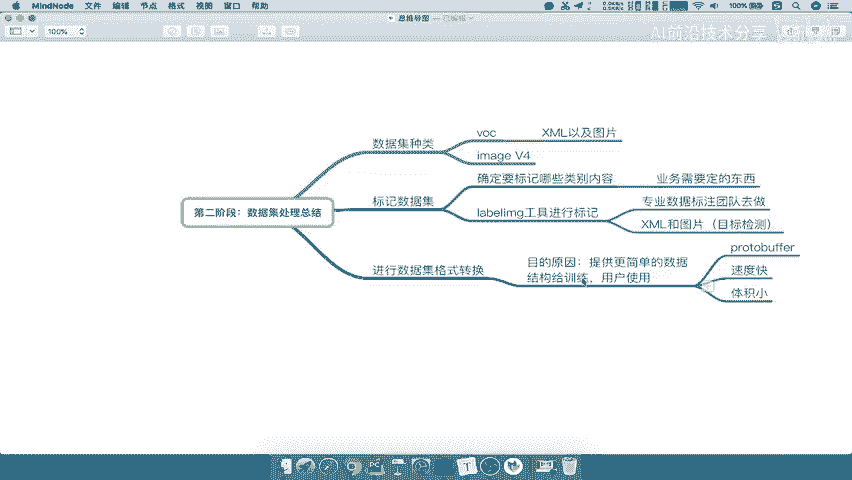 MindNode 文件 编辑 节点 格式 视图 窗口 帮助
100%
思维导图 — 已编辑
100%
AI前沿技术分享
数据集种类
voc
XML以及图片
image V4
第二阶段：数据集处理总结
标记数据集
确定要标记哪些类别内容
业务需要定的东西
labelimg工具进行标记
专业数据标注团队去做
XML和图片（目标检测）
进行数据集格式转换
目的原因：提供更简单的数据
结构给训练、用户使用
protobuffer
速度快
体积小